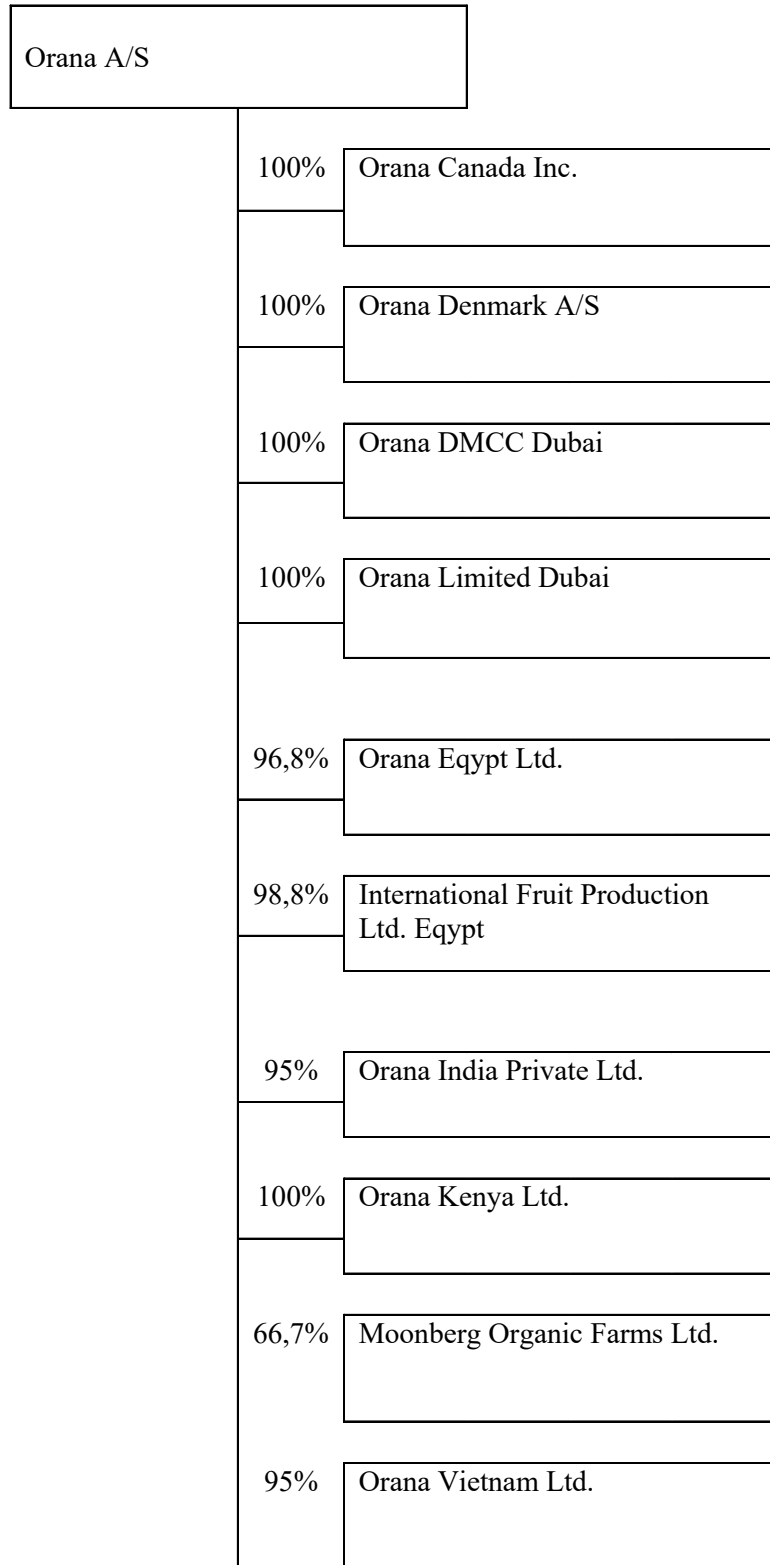 Orana A/S
100% Orana Canada Inc.
100% Orana Denmark A/S
100% Orana DMCC Dubai
100% Orana Limited Dubai
96,8% Orana Eqypt Ltd.
98,8% International Fruit Production
Ltd. Eqypt
95% Orana India Private Ltd.
100% Orana Kenya Ltd.
66,7% Moonberg Organic Farms Ltd.
95% Orana Vietnam Ltd.